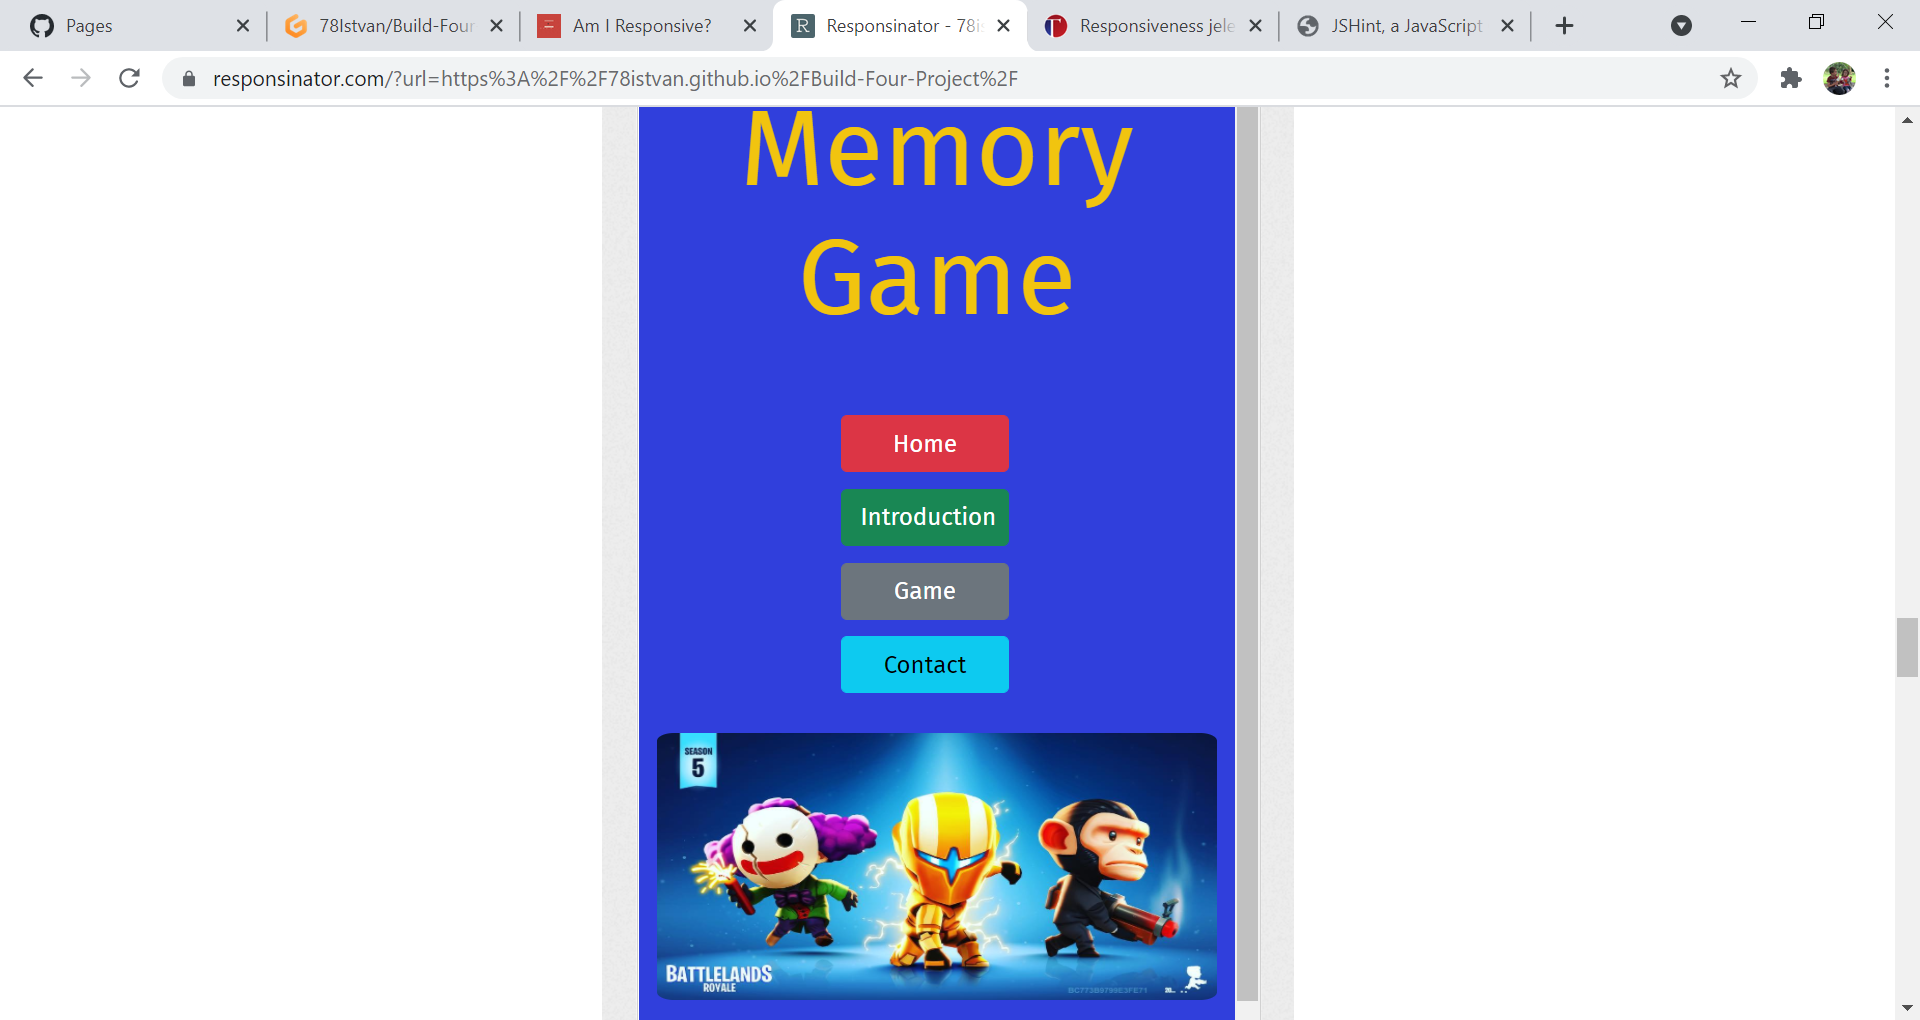 Pages
78Istvan/Build-Four
Am I Responsive?
Responsinator - 78i
Responsiveness jele
JSHint, a JavaScript
responsinator.com/?url=https%3A%2F%2F78istvan.github.io%2FBuild-Four-Project%2F
Memory
Game
Home
Introduction
Game
Contact
SEASON
5
BATTLELANDS
ROYALE